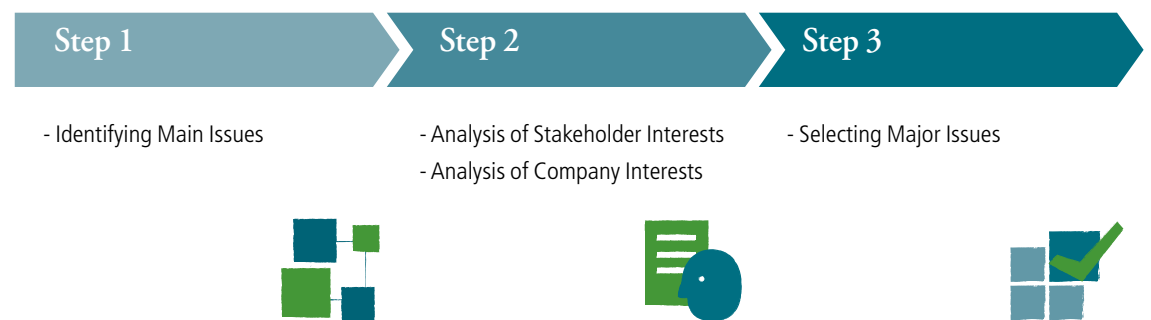 Step 1
- Identifying Main Issues
Step 2
- Analysis of Stakeholder Interests
- Analysis of Company Interests
Step 3
- Selecting Major Issues